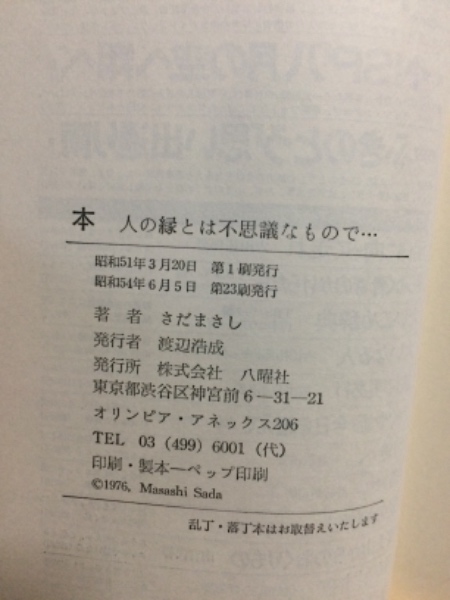 本 人の縁とは不思議なもので…
昭和51年3月20日 第1刷発行
昭和54年6月5日 第23刷発行
著者 さだまさし
発行者 渡辺浩成
発行所 株式会社 八曜社
東京都渋谷区神宮前6―31―21
オリンピア・アネックス206
TEL 03 (499) 6001 (代)
印刷・製本―ペップ印刷
©1976, Masashi Sada
乱丁・落丁本はお取替えいたします